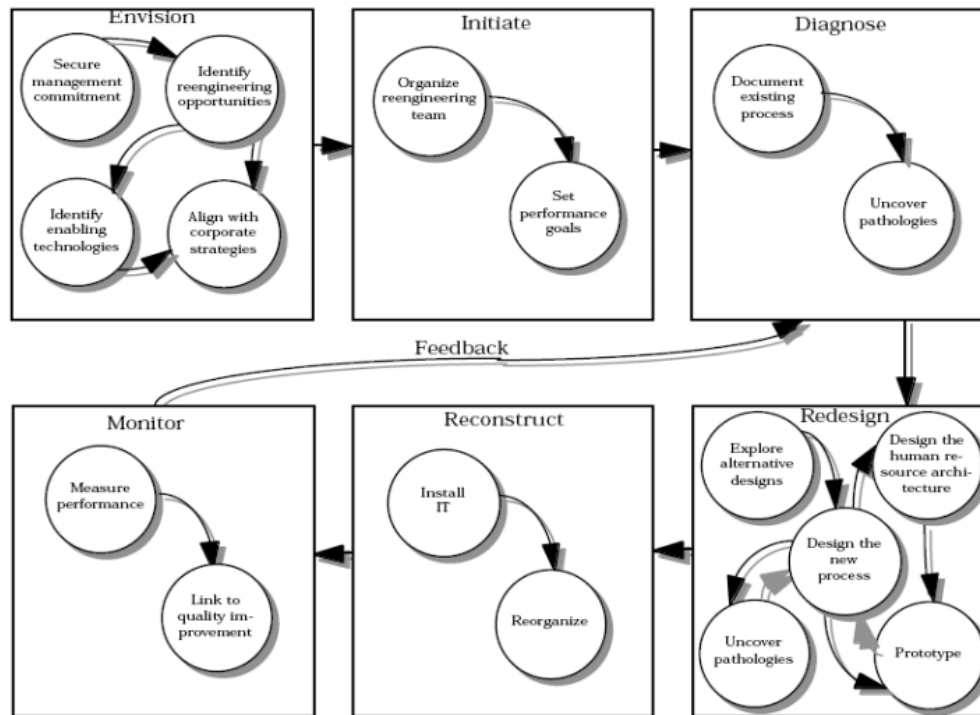 Envision
Secure
management
commitment
Identify
reengineering
opportunities
Identify
enabling
technologies
Align with
corporate
strategies
Initiate
Organize
reengineering
team
Set
performance
goals
Diagnose
Document
existing
process
Uncover
pathologies
Feedback
Monitor
Measure
performance
Link to
quality im-
provement
Reconstruct
Install
IT
Reorganize
Redesign
Explore
alternative
designs
Design the
human re-
source archi-
tecture
Design the
new
process
Uncover
pathologies
Prototype